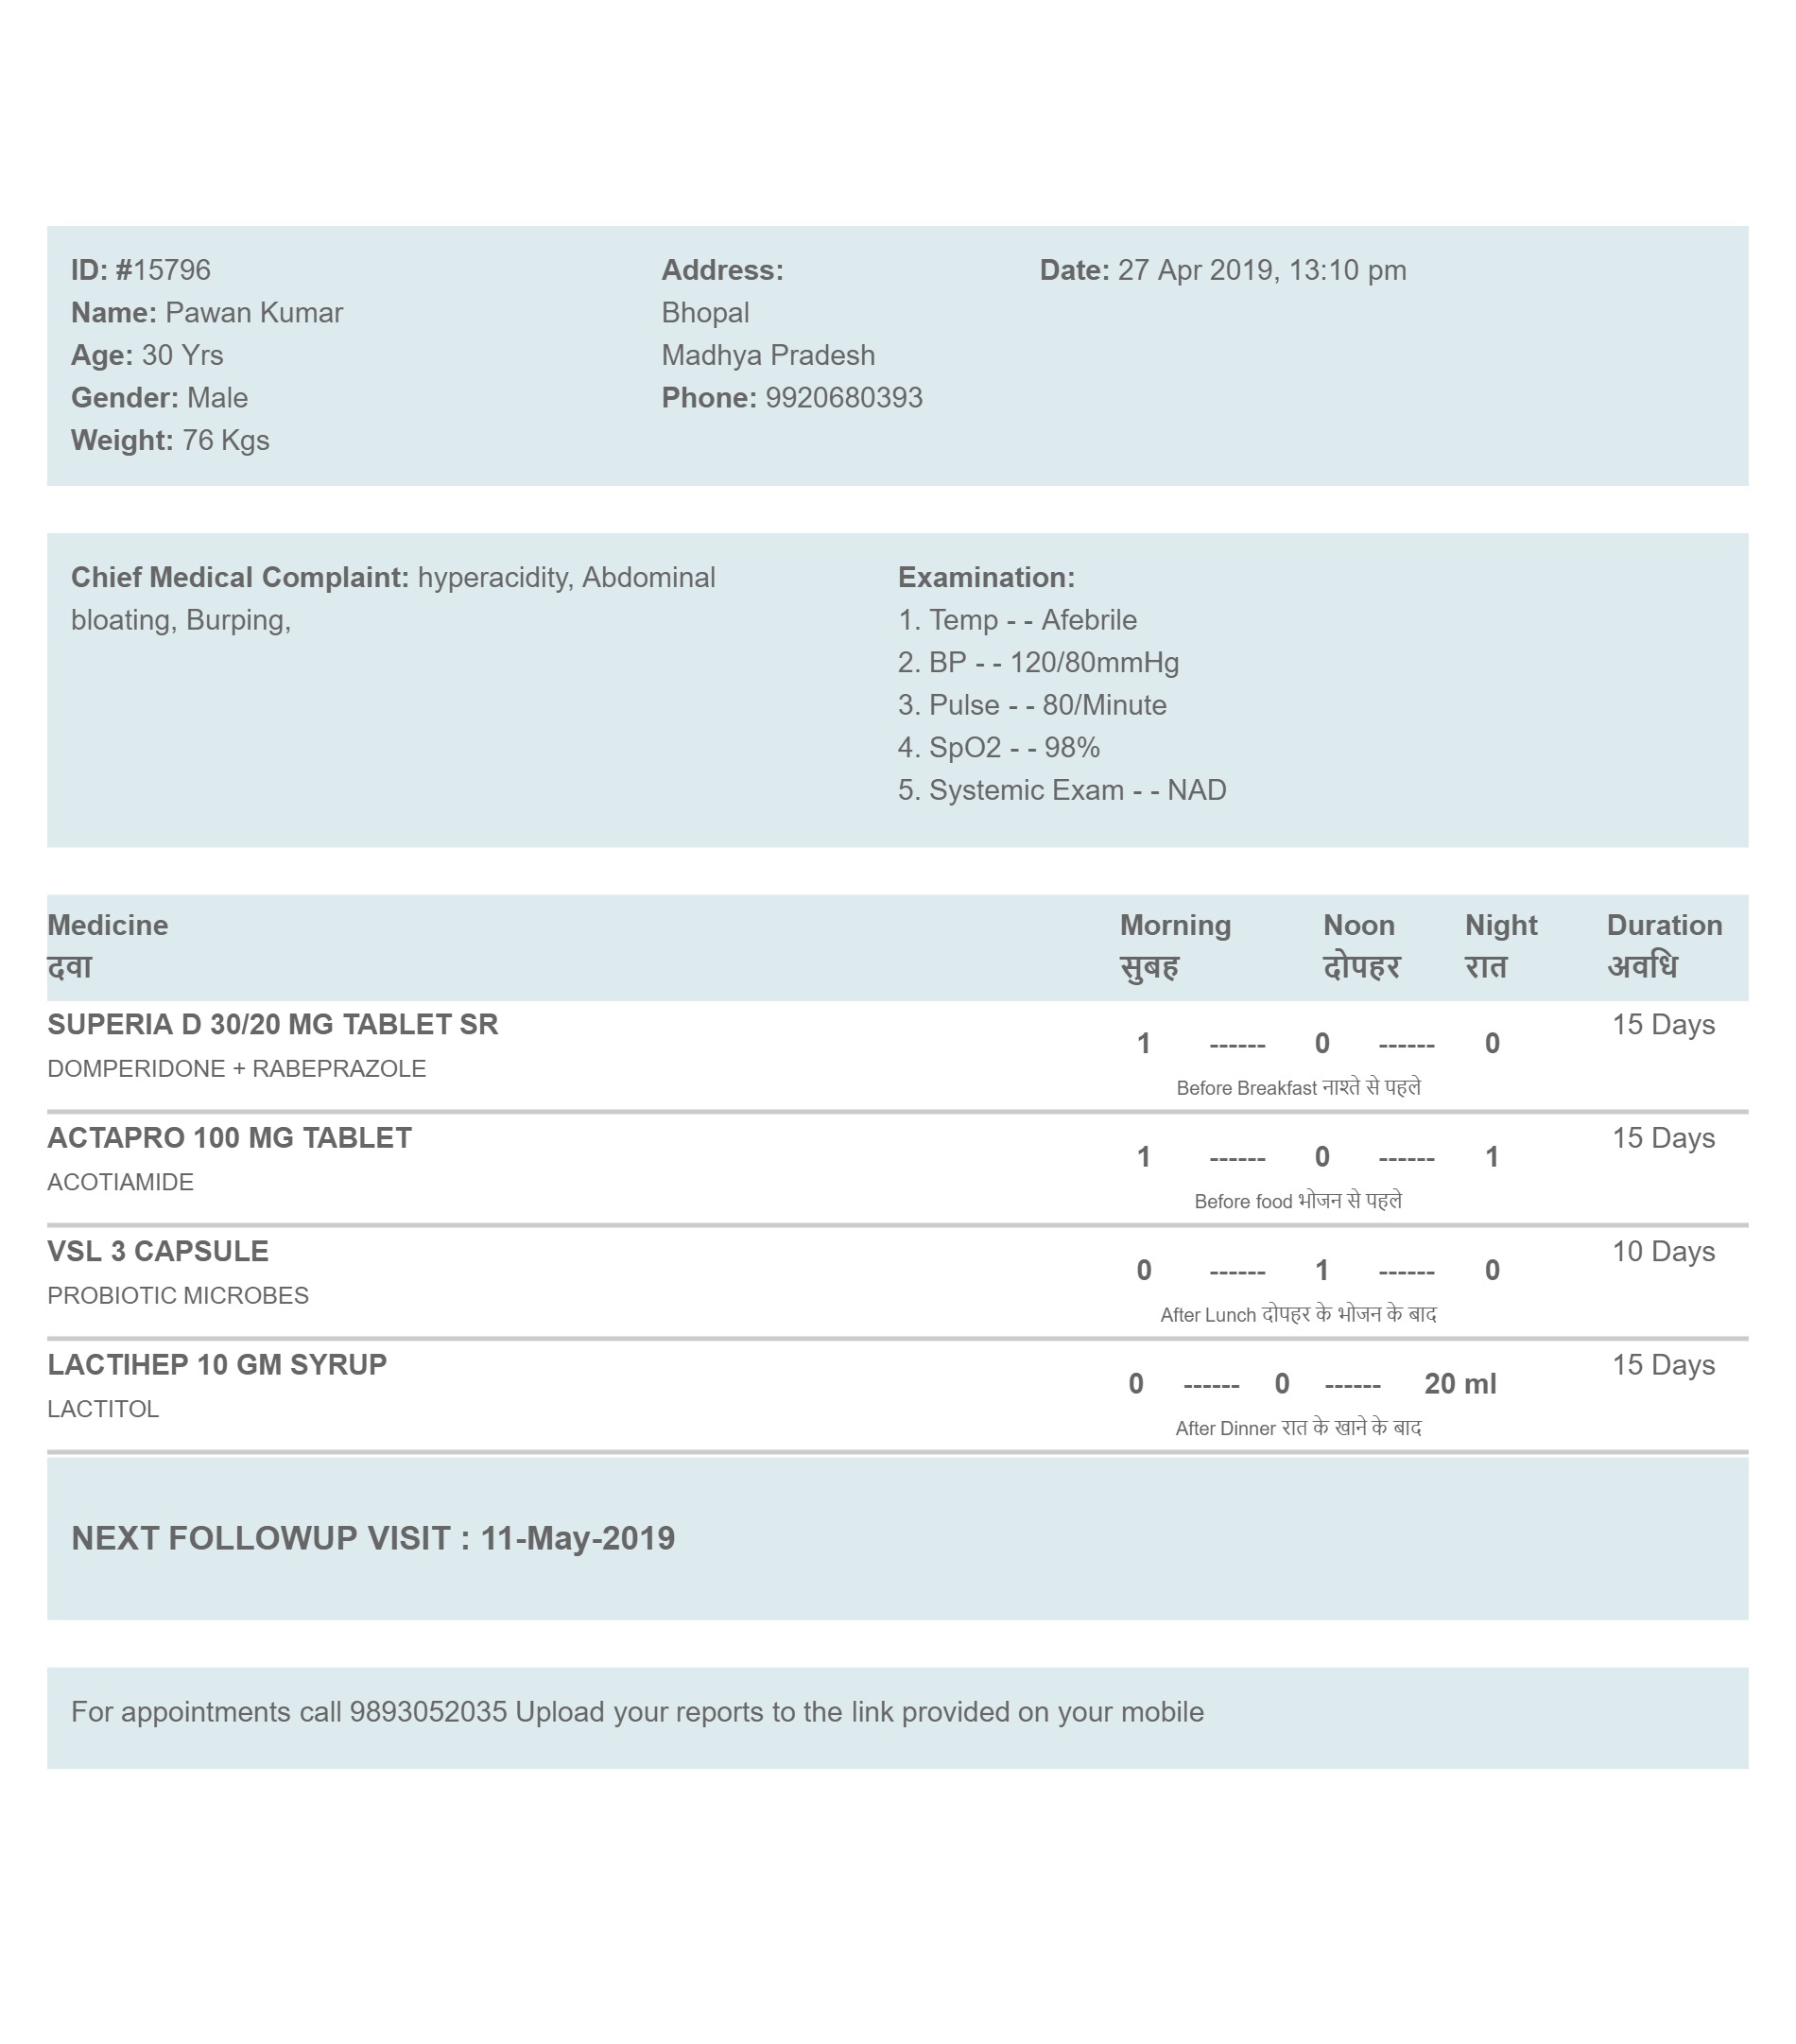 ID: #15796
Name: Pawan Kumar
Age: 30 Yrs
Gender: Male
Weight: 76 Kgs
Address:
Bhopal
Madhya Pradesh
Phone: 9920680393
Date: 27 Apr 2019, 13:10 pm
Chief Medical Complaint: hyperacidity, Abdominal
bloating, Burping,
Examination:
1. Temp - - Afebrile
2. BP - - 120/80mmHg
3. Pulse - - 80/Minute
4. SpO2 - - 98%
5. Systemic Exam - - NAD
Medicine Morning Noon Night Duration
दवा सुबह दोपहर रात अवधि
SUPERIA D 30/20 MG TABLET SR 1 ------ 0 ------ 0 15 Days
DOMPERIDONE + RABEPRAZOLE Before Breakfast नाश्ते से पहले
ACTAPRO 100 MG TABLET 1 ------ 0 ------ 1 15 Days
ACOTIAMIDE Before food भोजन से पहले
VSL 3 CAPSULE 0 ------ 1 ------ 0 10 Days
PROBIOTIC MICROBES After Lunch दोपहर के भोजन के बाद
LACTIHEP 10 GM SYRUP 0 ------ 0 ------ 20 ml 15 Days
LACTITOL After Dinner रात के खाने के बाद
NEXT FOLLOWUP VISIT : 11-May-2019
For appointments call 9893052035 Upload your reports to the link provided on your mobile